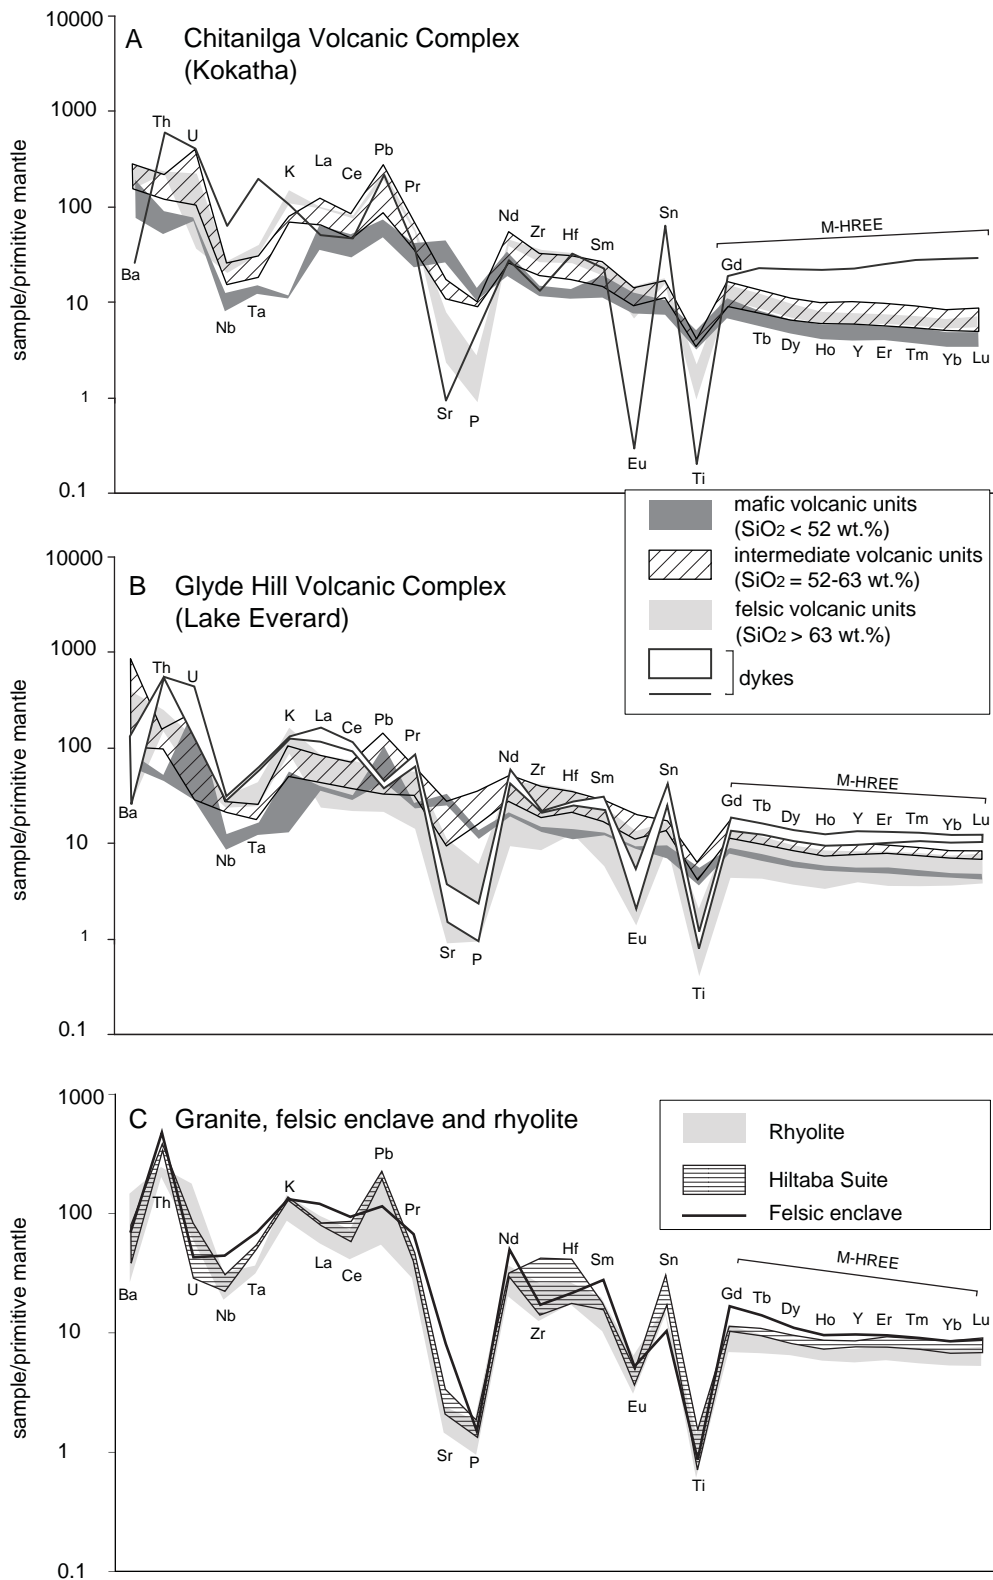 10000
A Chitanilga Volcanic Complex
(Kokatha)
1000
100
10
1
0.1
sample/primitive mantle
Ba
Th
U
Nb
Ta
K
La
Ce
Pb
Pr
Sr
P
Nd
Zr
Hf
Sm
Eu
Sn
Ti
Gd
M-HREE
Tb
Dy
Ho
Y
Er
Tm
Yb
Lu
mafic volcanic units
(SiO2 < 52 wt.%)
intermediate volcanic units
(SiO2 = 52-63 wt.%)
felsic volcanic units
(SiO2 > 63 wt.%)
dykes
10000
B Glyde Hill Volcanic Complex
(Lake Everard)
1000
100
10
1
0.1
sample/primitive mantle
Ba
Th
U
Nb
Ta
K
La
Ce
Pb
Pr
Sr
P
Nd
Zr
Hf
Sm
Eu
Sn
Ti
Gd
M-HREE
Tb
Dy
Ho
Y
Er
Tm
Yb
Lu
1000
C Granite, felsic enclave and rhyolite
100
10
1
0.1
sample/primitive mantle
Rhyolite
Hiltaba Suite
Felsic enclave
Ba
Th
U
Nb
Ta
K
La
Ce
Pb
Pr
Sr
P
Nd
Zr
Hf
Sm
Eu
Sn
Ti
Gd
M-HREE
Tb
Dy
Ho
Y
Er
Tm
Yb
Lu